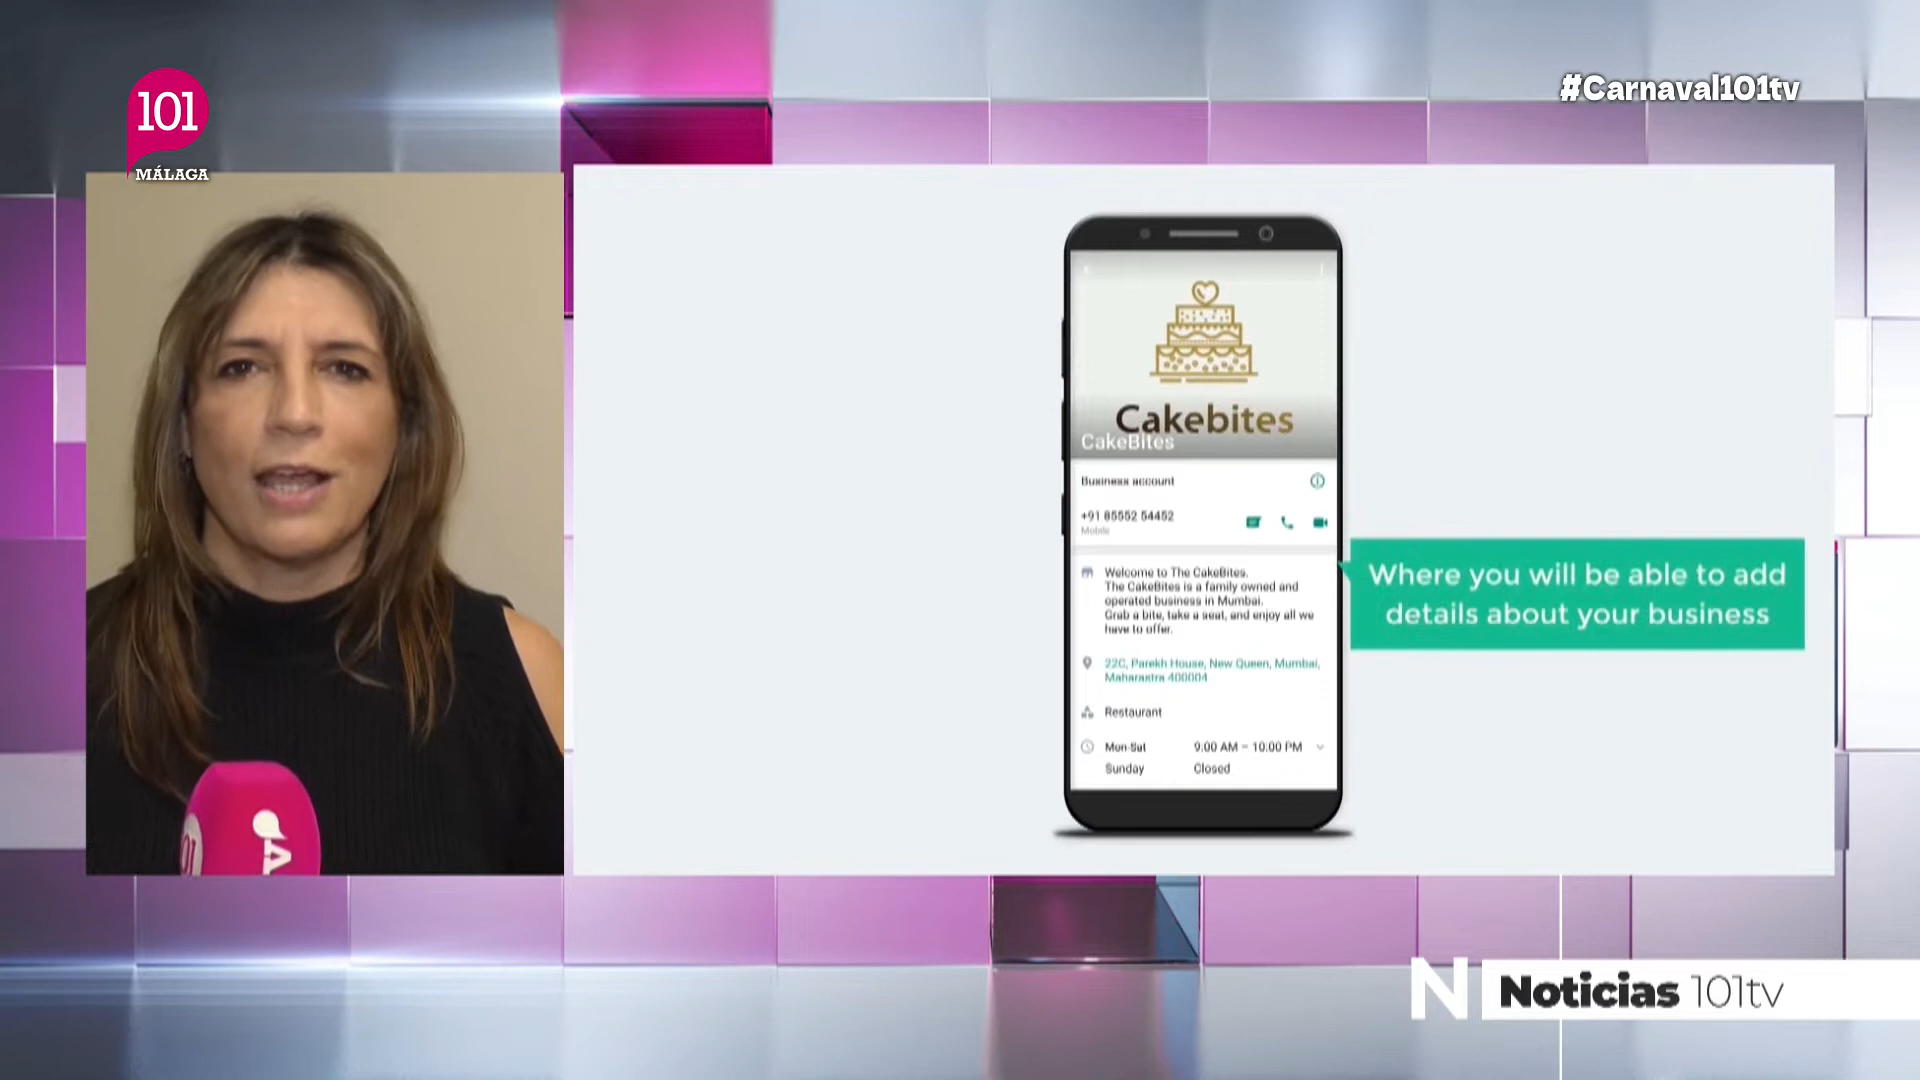 101
MÁLAGA
#Carnaval101tv
Cakebites
CakeBites
Business account
+91 85552 54452
Mobile
Welcome to The CakeBites.
The CakeBites is a family owned and
operated business in Mumbai.
Grab a bite, take a seat, and enjoy all we
have to offer.
22C, Parekh House, New Queen, Mumbai,
Maharastra 400004
Restaurant
Mon-Sat 9:00 AM – 10:00 PM
Sunday Closed
Where you will be able to add
details about your business
101
N Noticias 101tv